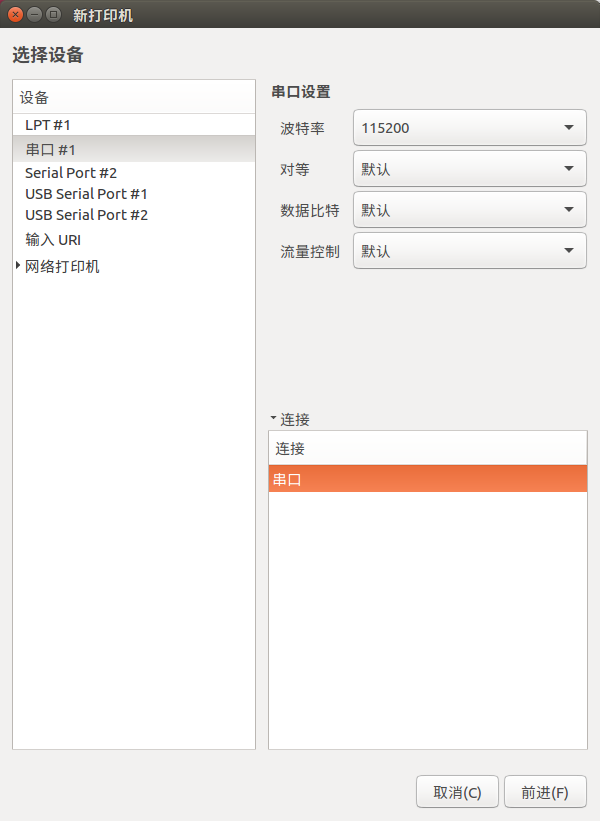 新打印机
选择设备
设备
LPT #1
串口 #1
Serial Port #2
USB Serial Port #1
USB Serial Port #2
输入 URI
网络打印机
串口设置
波特率 115200
对等 默认
数据比特 默认
流量控制 默认
连接
连接
串口
取消(C) 前进(F)